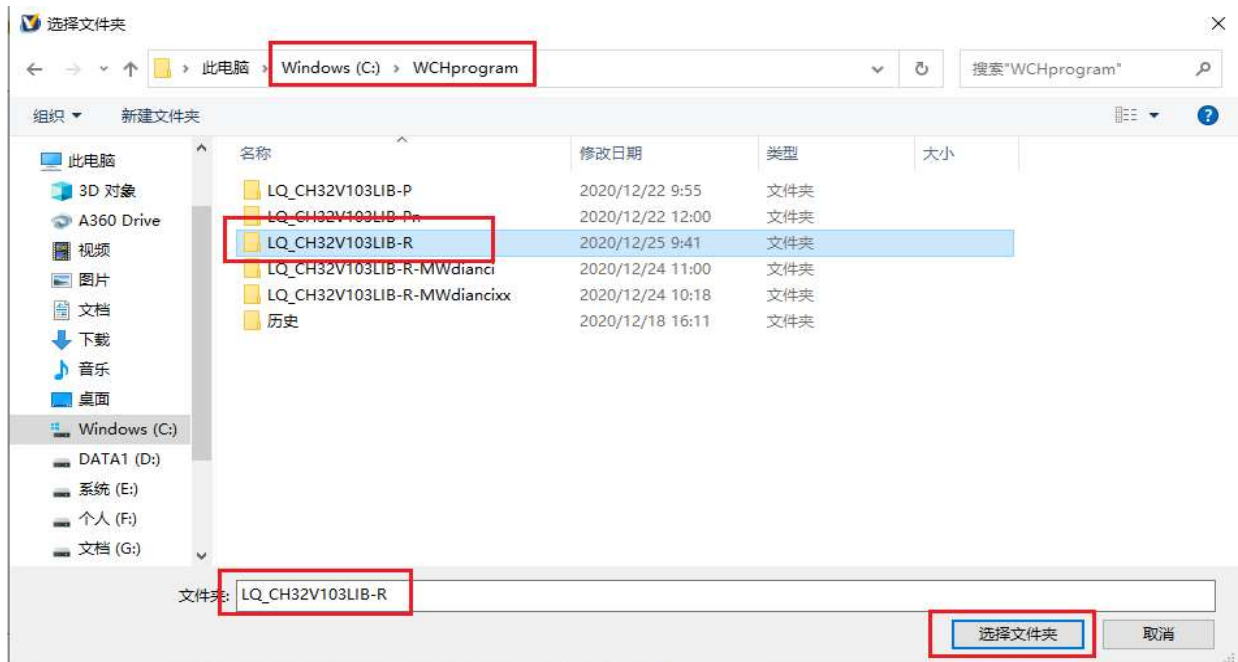 选择文件夹
此电脑 › Windows (C:) › WCHprogram
搜索"WCHprogram"
组织 新建文件夹
名称 修改日期 类型 大小
此电脑
3D 对象
A360 Drive
视频
图片
文档
下载
音乐
桌面
Windows (C:)
DATA1 (D:)
系统 (E:)
个人 (F:)
文档 (G:)
LQ_CH32V103LIB-P 2020/12/22 9:55 文件夹
LQ_CH32V103LIB-Pn 2020/12/22 12:00 文件夹
LQ_CH32V103LIB-R 2020/12/25 9:41 文件夹
LQ_CH32V103LIB-R-MWdianci 2020/12/24 11:00 文件夹
LQ_CH32V103LIB-R-MWdiancixx 2020/12/24 10:18 文件夹
历史 2020/12/18 16:11 文件夹
文件夹: LQ_CH32V103LIB-R
选择文件夹 取消